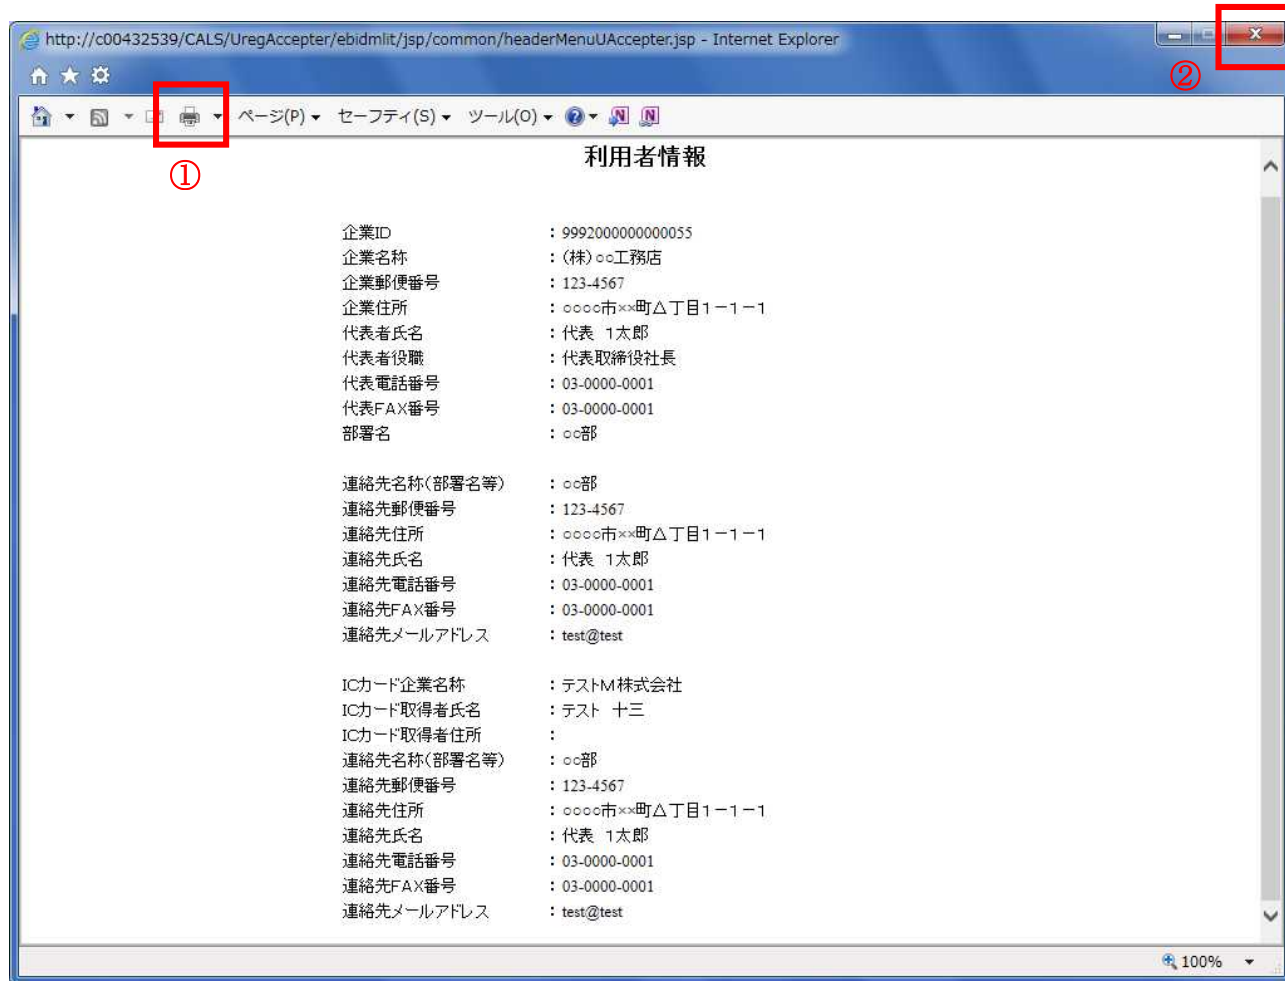 http://c00432539/CALS/UregAccepter/ebidmlit/jsp/common/headerMenuUAccepter.jsp - Internet Explorer
②
ページ(P) セーフティ(S) ツール(O)
①
利用者情報
企業ID : 9992000000000055
企業名称 : (株)○○工務店
企業郵便番号 : 123-4567
企業住所 : ○○○○市××町△丁目1-1-1
代表者氏名 : 代表 1太郎
代表者役職 : 代表取締役社長
代表電話番号 : 03-0000-0001
代表FAX番号 : 03-0000-0001
部署名 : ○○部
連絡先名称(部署名等) : ○○部
連絡先郵便番号 : 123-4567
連絡先住所 : ○○○○市××町△丁目1-1-1
連絡先氏名 : 代表 1太郎
連絡先電話番号 : 03-0000-0001
連絡先FAX番号 : 03-0000-0001
連絡先メールアドレス : test@test
ICカード企業名称 : テストM株式会社
ICカード取得者氏名 : テスト 十三
ICカード取得者住所 :
連絡先名称(部署名等) : ○○部
連絡先郵便番号 : 123-4567
連絡先住所 : ○○○○市××町△丁目1-1-1
連絡先氏名 : 代表 1太郎
連絡先電話番号 : 03-0000-0001
連絡先FAX番号 : 03-0000-0001
連絡先メールアドレス : test@test
100%